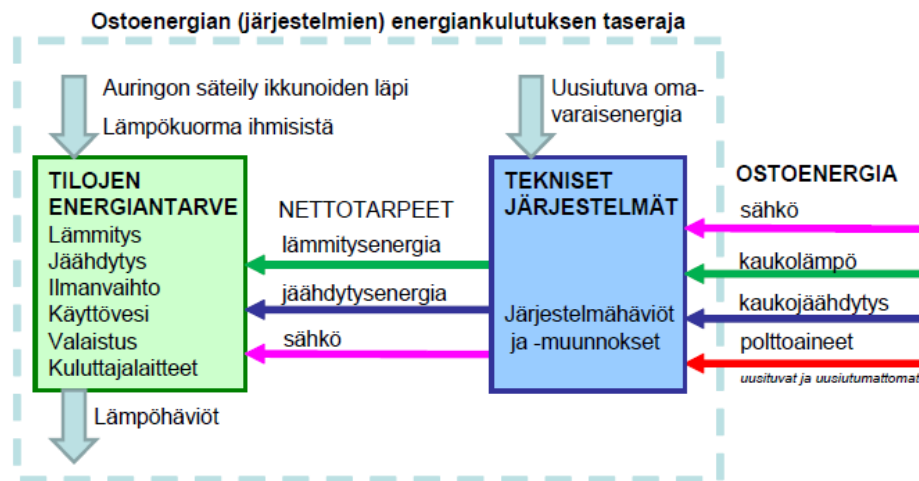 Ostoenergian (järjestelmien) energiankulutuksen taseraja
Auringon säteily ikkunoiden läpi
Lämpökuorma ihmisistä
Uusiutuva oma-
varaisenergia
TILOJEN
ENERGIANTARVE
Lämmitys
Jäähdytys
Ilmanvaihto
Käyttövesi
Valaistus
Kuluttajalaitteet
NETTOTARPEET
lämmitysenergia
jäähdytysenergia
sähkö
TEKNISET
JÄRJESTELMÄT
Järjestelmähäviöt
ja -muunnokset
OSTOENERGIA
sähkö
kaukolämpö
kaukojäähdytys
polttoaineet
uusituvat ja uusiutumattomat
Lämpöhäviöt